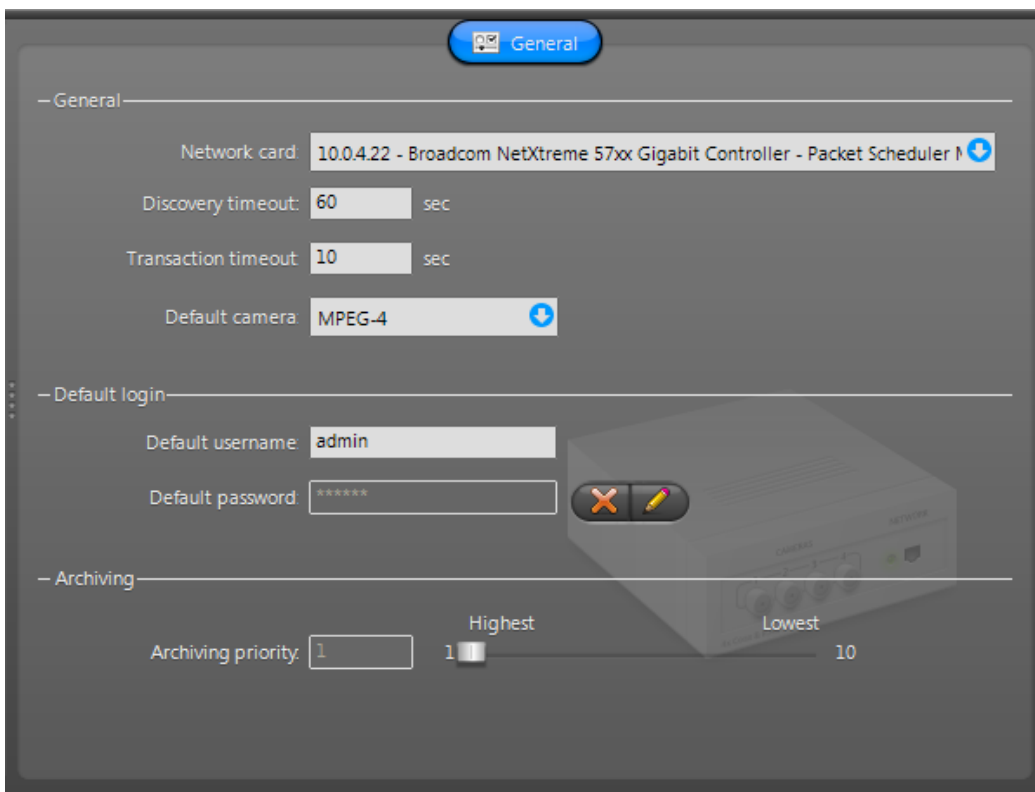 General
General
Network card:
10.0.4.22 - Broadcom NetXtreme 57xx Gigabit Controller - Packet Scheduler
Discovery timeout: 60 sec
Transaction timeout: 10 sec
Default camera: MPEG-4
Default login
Default username: admin
Default password: ******
NETWORK
CAMERAS
Archiving
Highest Lowest
Archiving priority: 1 1 10